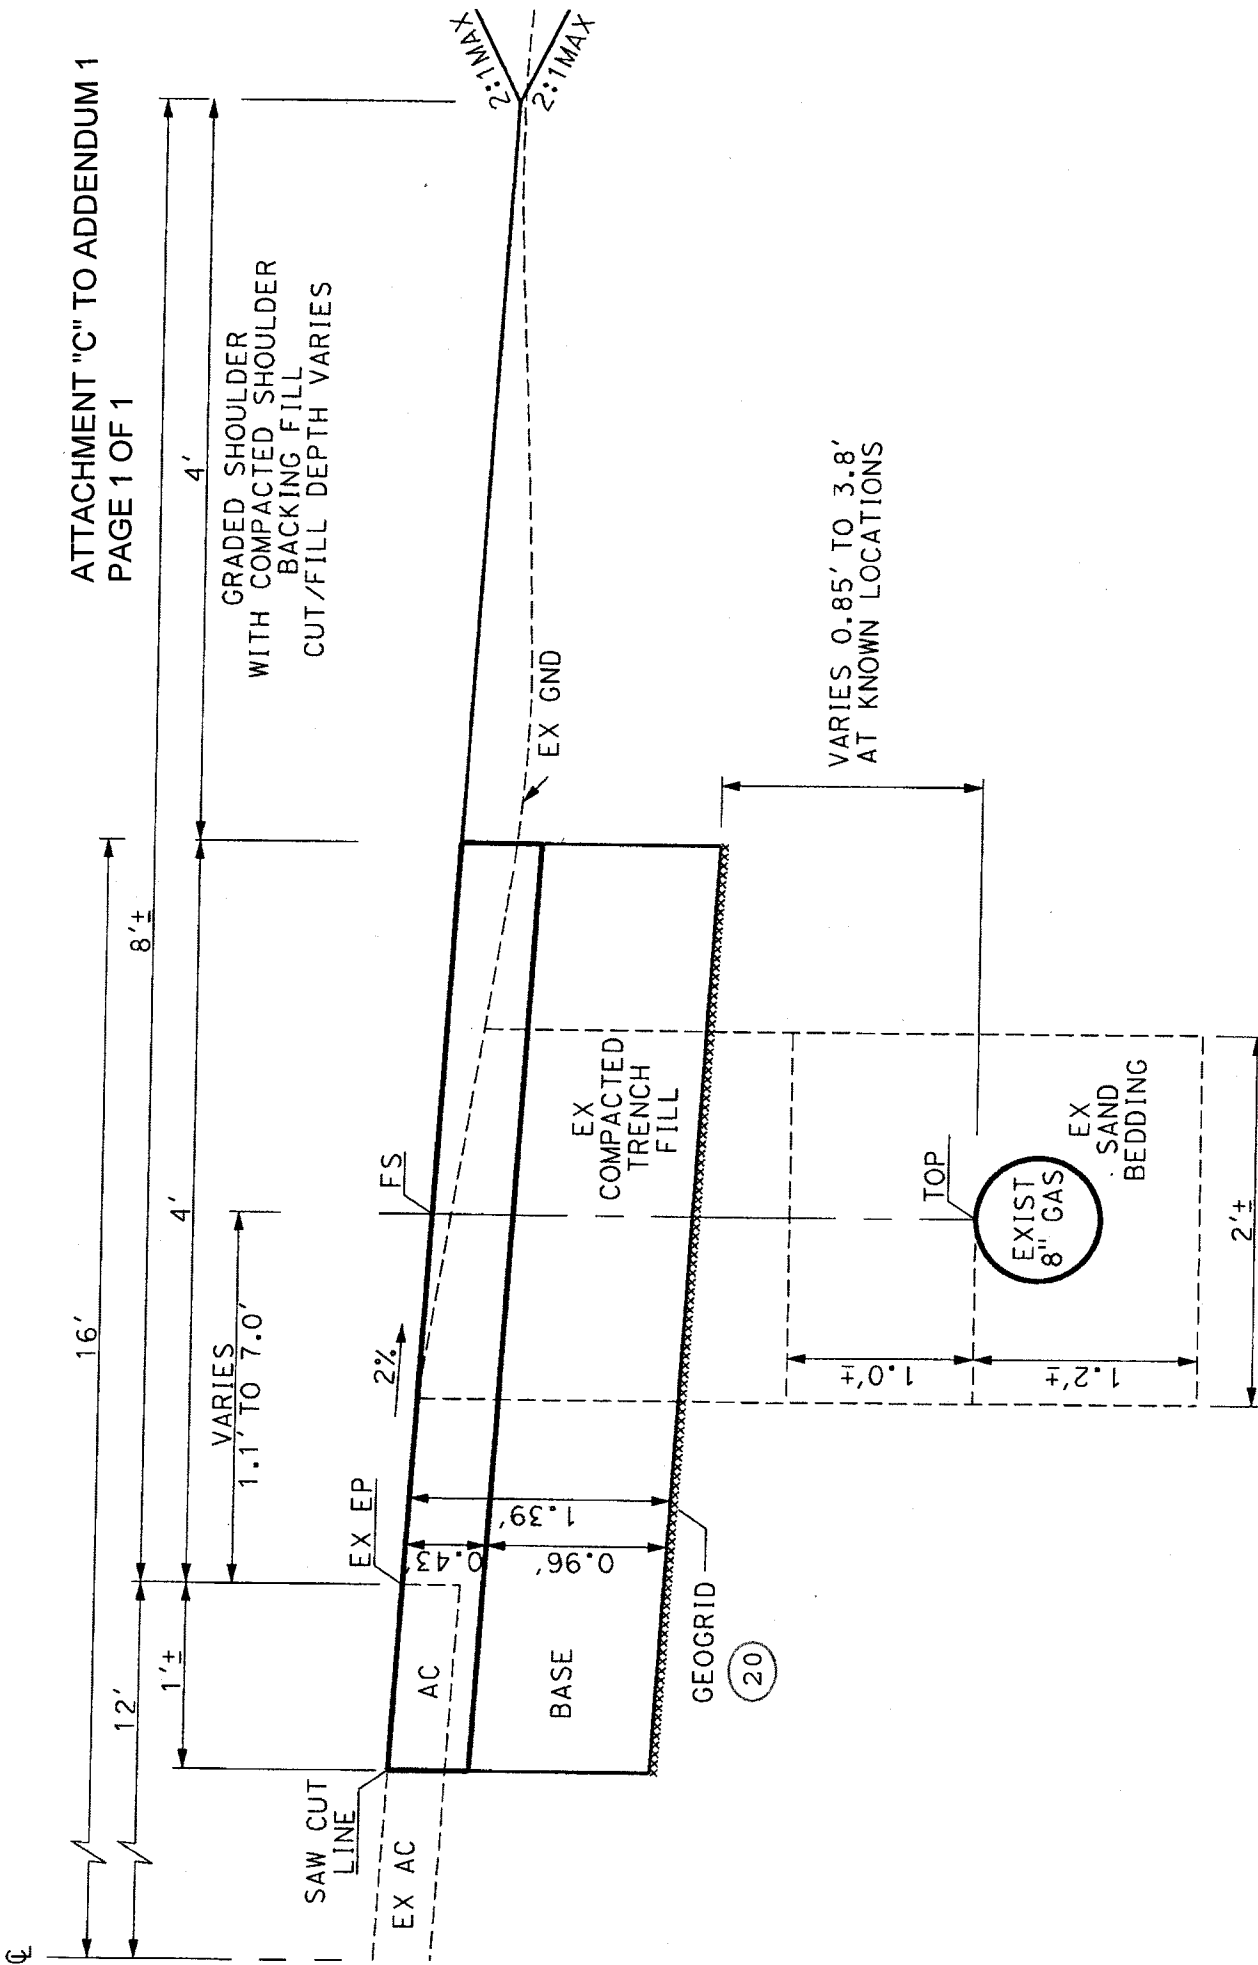 ATTACHMENT "C" TO ADDENDUM 1
PAGE 1 OF 1
℄
16'
12'
8'±
1'±
4'
4'
VARIES
1.1' TO 7.0'
GRADED SHOULDER
WITH COMPACTED SHOULDER
BACKING FILL
CUT/FILL DEPTH VARIES
SAW CUT
LINE
EX EP
FS
2%
2:1MAX
2:1MAX
EX AC
AC
0.43'
1.39'
0.96'
BASE
EX GND
EX
COMPACTED
TRENCH
FILL
GEOGRID
20
VARIES 0.85' TO 3.8'
AT KNOWN LOCATIONS
TOP
EXIST
8" GAS
EX
SAND
BEDDING
1.0'±
1.2'±
2'±